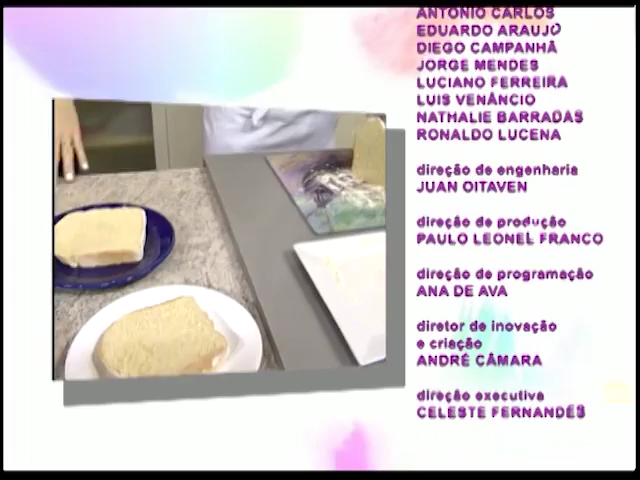 ANTONIO CARLOS
EDUARDO ARAUJO
DIEGO CAMPANHÃ
JORGE MENDES
LUCIANO FERREIRA
LUIS VENÂNCIO
NATHALIE BARRADAS
RONALDO LUCENA
direção de engenharia
JUAN OITAVEN
direção de produção
PAULO LEONEL FRANCO
direção de programação
ANA DE AVA
diretor de inovação
e criação
ANDRÉ CÂMARA
direção executiva
CELESTE FERNANDES